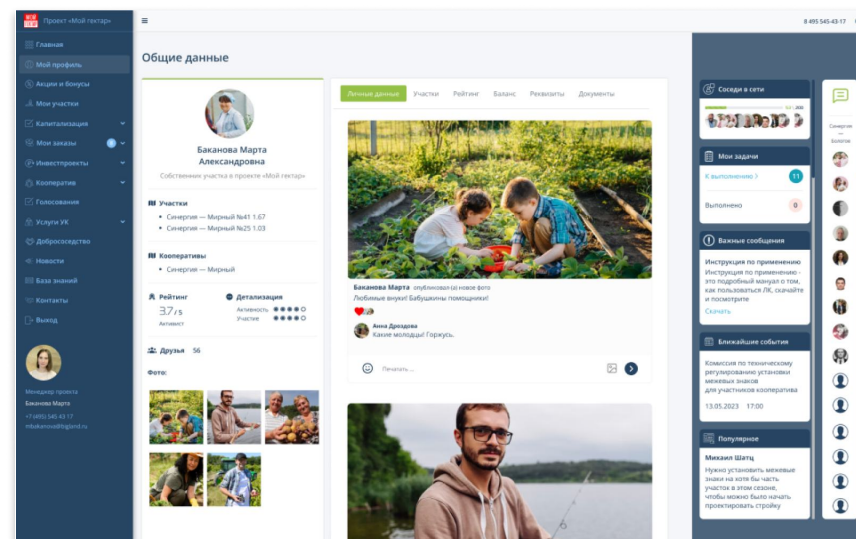 МОЙ ГЕКТАР
Проект «Мой гектар»
8 495 545-43-17
Главная
Мой профиль
Акции и бонусы
Мои участки
Капитализация
Мои заказы
Инвестпроекты
Кооператив
Голосования
Услуги УК
Добрососедство
Новости
База знаний
Контакты
Выход
Менеджер проекта
Баканова Марта
+7 (495) 545 43 17
mbakanova@bigland.ru
Общие данные
Баканова Марта
Александровна
Собственник участка в проекте «Мой гектар»
Участки
Синергия — Мирный №41 1.67
Синергия — Мирный №25 1.03
Кооперативы
Синергия — Мирный
Рейтинг
3.7 / 5
Активист
Детализация
Активность
Участие
Друзья 56
Фото:
Личные данные Участки Рейтинг Баланс Реквизиты Документы
Баканова Марта опубликовал (а) новое фото
Любимые внуки! Бабушкины помощники!
Анна Дроздова
Какие молодцы! Горжусь.
Печатать ...
Соседи в сети
Мои задачи
К выполнению 11
Выполнено 0
Важные сообщения
Инструкция по применению
Инструкция по применению -
это подробный мануал о том,
как пользоваться ЛК, скачайте
и посмотрите
Скачать
Ближайшие события
Комиссия по техническому
регулированию установки
межевых знаков
для участников кооператива
13.05.2023 17:00
Популярное
Михаил Шатц
Нужно установить межевые
знаки на хотя бы часть
участок в этом сезоне,
чтобы можно было начать
проектировать стройку
Синергия
—